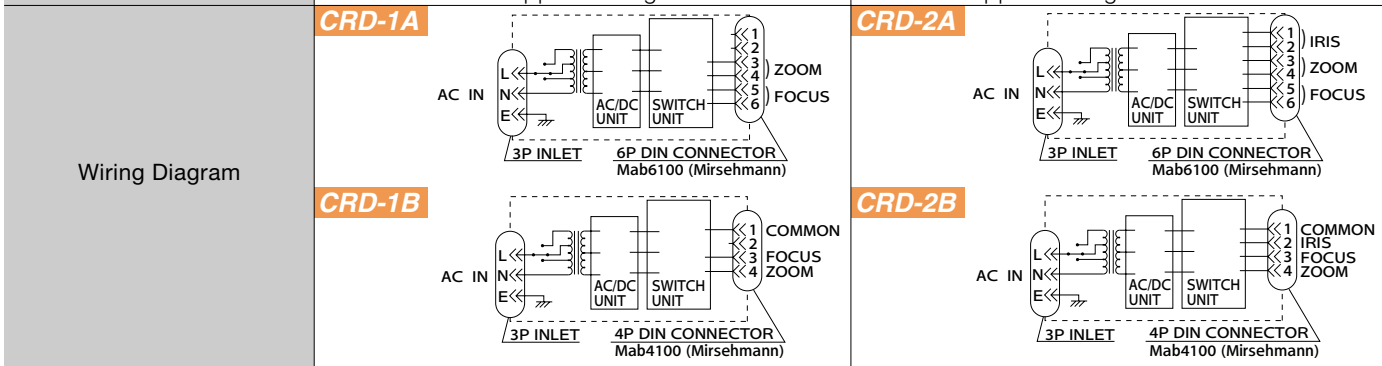 Wiring Diagram
CRD-1A
AC IN
L
N
E
AC/DC
UNIT
SWITCH
UNIT
1
2
3
4
5
6
ZOOM
FOCUS
3P INLET
6P DIN CONNECTOR
Mab6100 (Mirsehmann)
CRD-2A
AC IN
L
N
E
AC/DC
UNIT
SWITCH
UNIT
1
2
3
4
5
6
IRIS
ZOOM
FOCUS
3P INLET
6P DIN CONNECTOR
Mab6100 (Mirsehmann)
CRD-1B
AC IN
L
N
E
AC/DC
UNIT
SWITCH
UNIT
1 COMMON
2
3 FOCUS
4 ZOOM
3P INLET
4P DIN CONNECTOR
Mab4100 (Mirsehmann)
CRD-2B
AC IN
L
N
E
AC/DC
UNIT
SWITCH
UNIT
1 COMMON
2 IRIS
3 FOCUS
4 ZOOM
3P INLET
4P DIN CONNECTOR
Mab4100 (Mirsehmann)